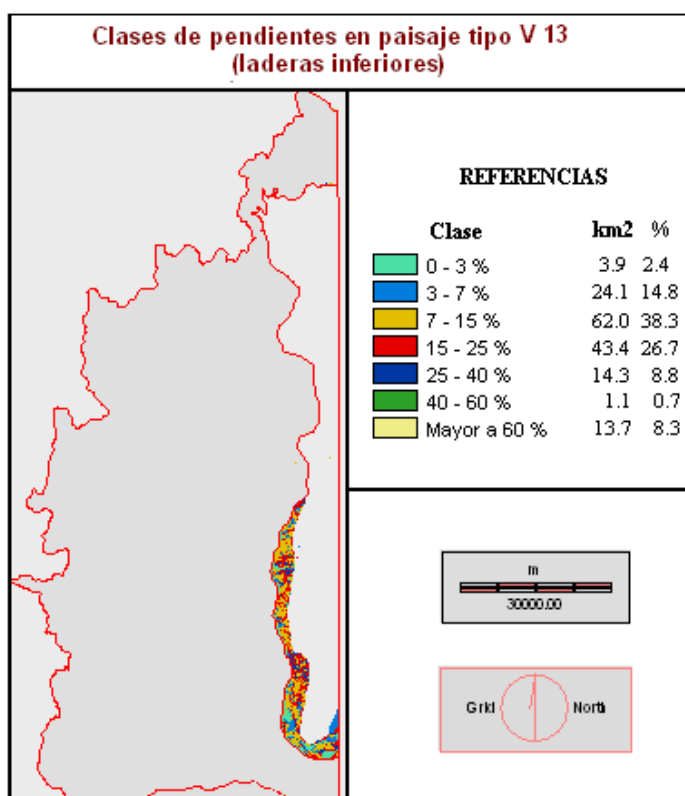 Clases de pendientes en paisaje tipo V 13
(laderas inferiores)
REFERENCIAS
Clase km2 %
0 - 3 % 3.9 2.4
3 - 7 % 24.1 14.8
7 - 15 % 62.0 38.3
15 - 25 % 43.4 26.7
25 - 40 % 14.3 8.8
40 - 60 % 1.1 0.7
Mayor a 60 % 13.7 8.3
m
30000.00
Grid North